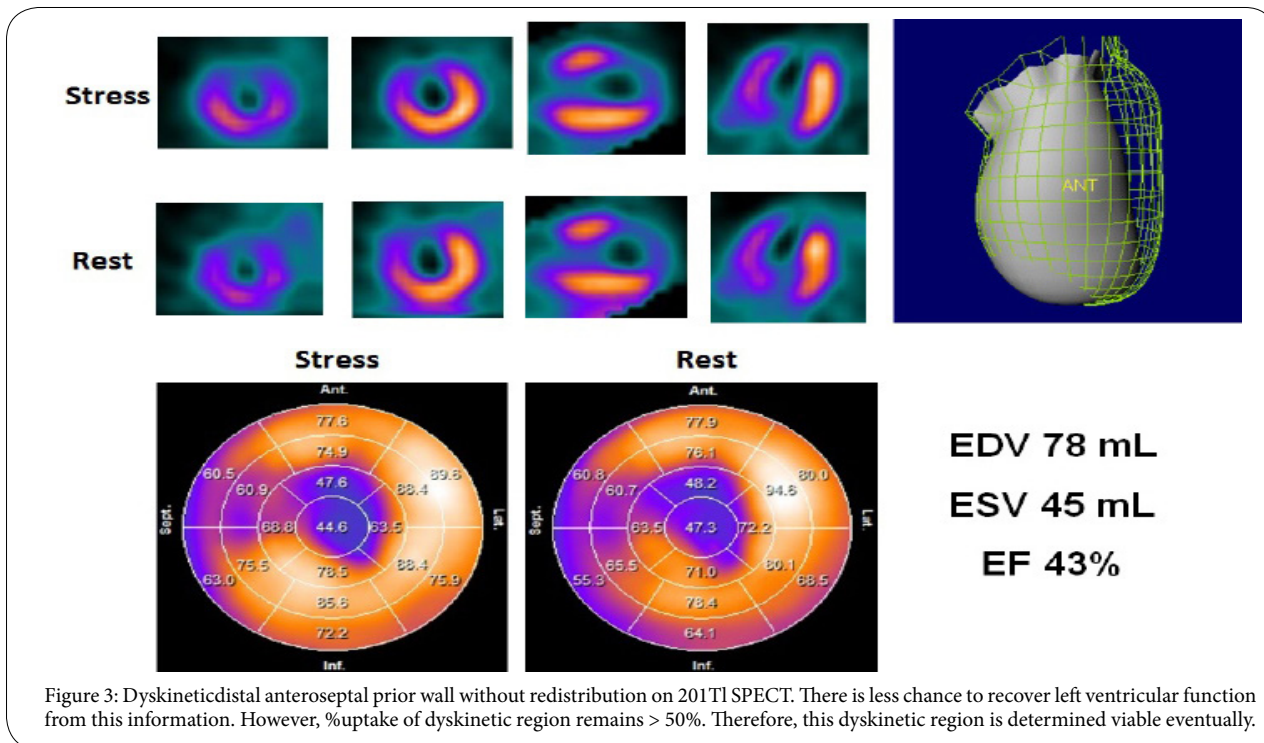 Stress
ANT
Rest
Stress
Ant.
77.6
74.9
60.5 89.6
60.9 47.6 88.4
Sept. 68.8 44.6 63.5 Lat.
75.5 78.5 88.4
63.0 75.9
85.6
72.2
Inf.
Rest
Ant.
77.9
76.1
60.8 80.0
60.7 48.2 94.6
Sept. 63.5 47.3 72.2 Lat.
65.5 71.0 80.1
55.3 68.5
78.4
64.1
Inf.
EDV 78 mL
ESV 45 mL
EF 43%
Figure 3: Dyskineticdistal anteroseptal prior wall without redistribution on 201Tl SPECT. There is less chance to recover left ventricular function
from this information. However, %uptake of dyskinetic region remains > 50%. Therefore, this dyskinetic region is determined viable eventually.